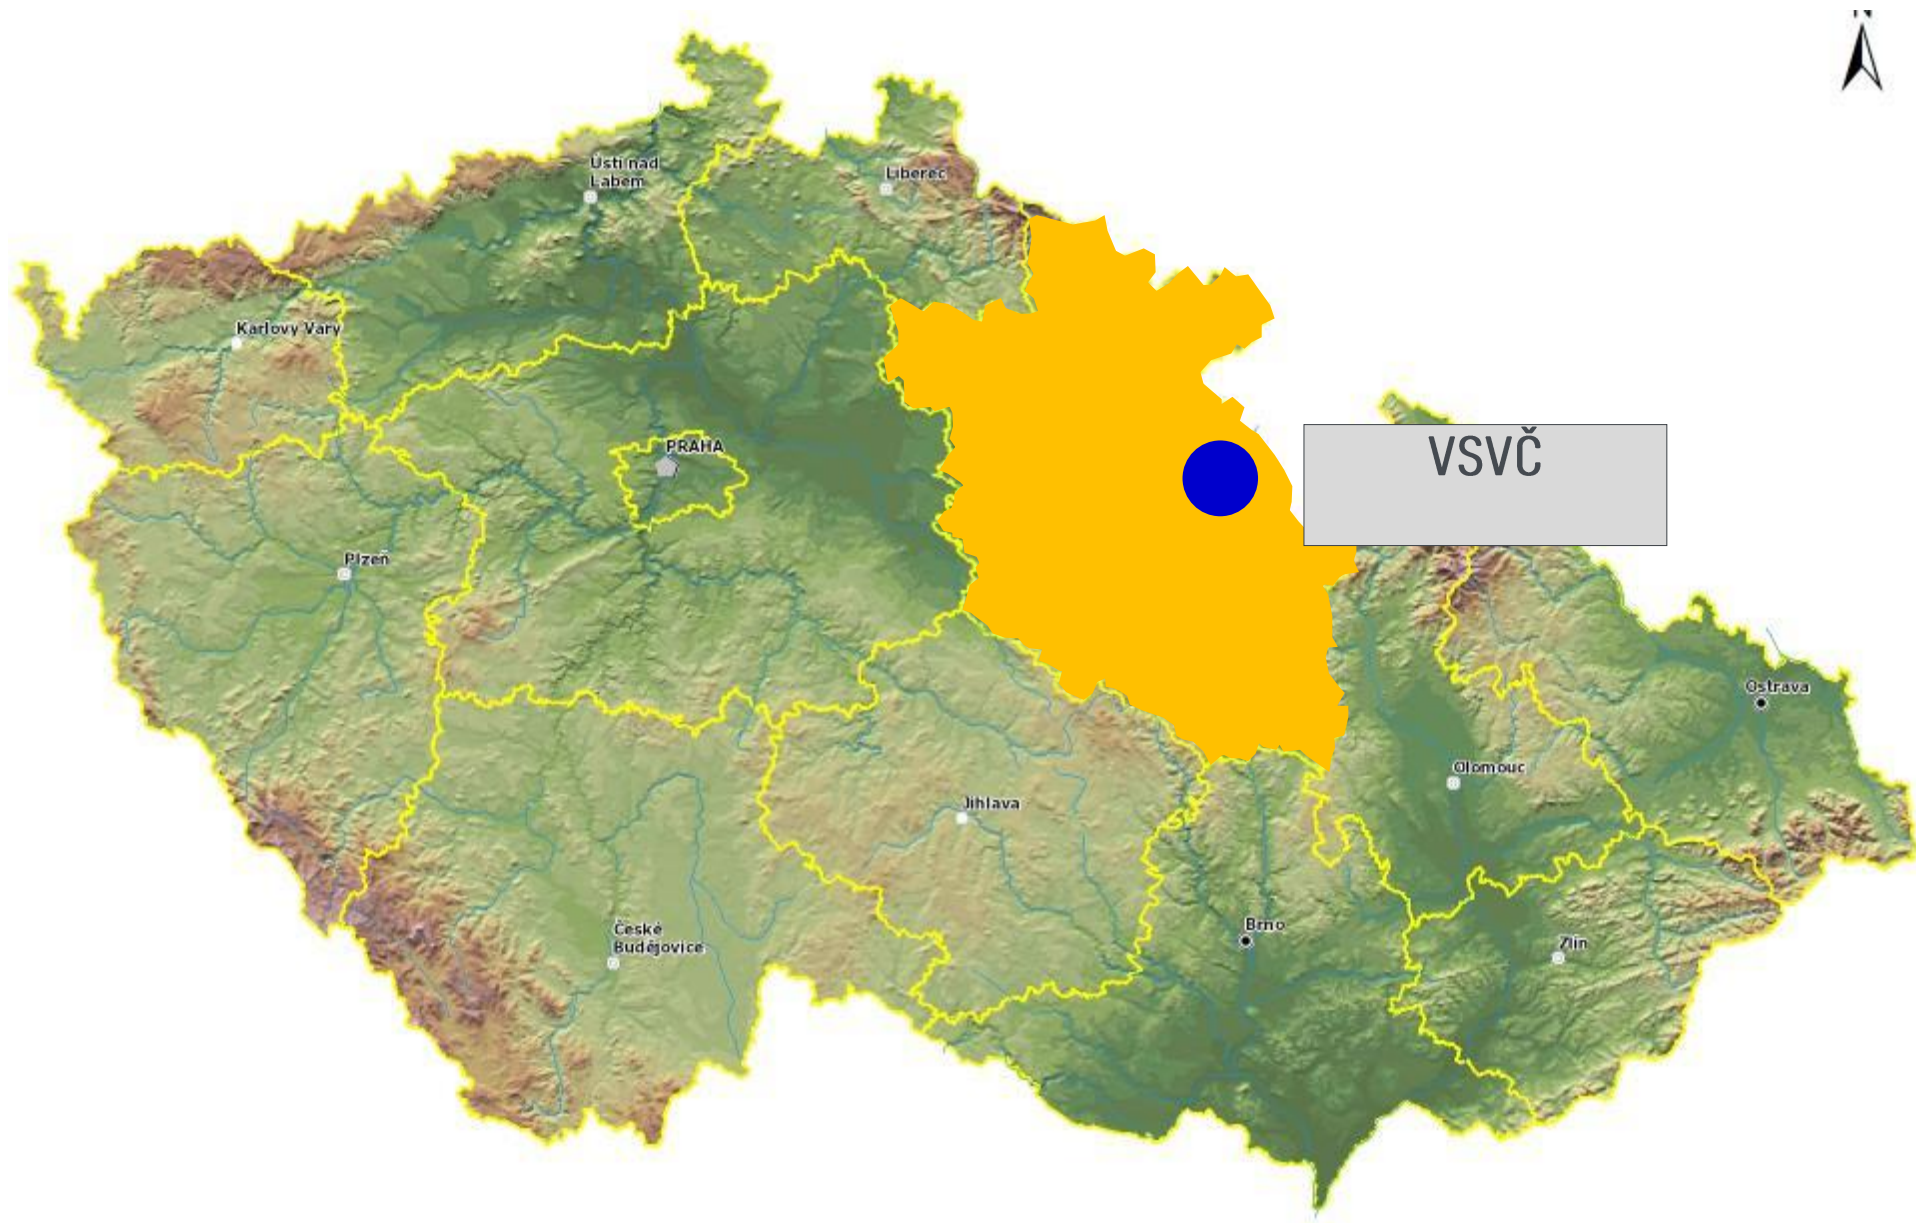 N
Ústí nad
Labem
Liberec
Karlovy Vary
PRAHA
VSVČ
Plzeň
Ostrava
Olomouc
Jihlava
České
Budějovice
Brno
Zlín